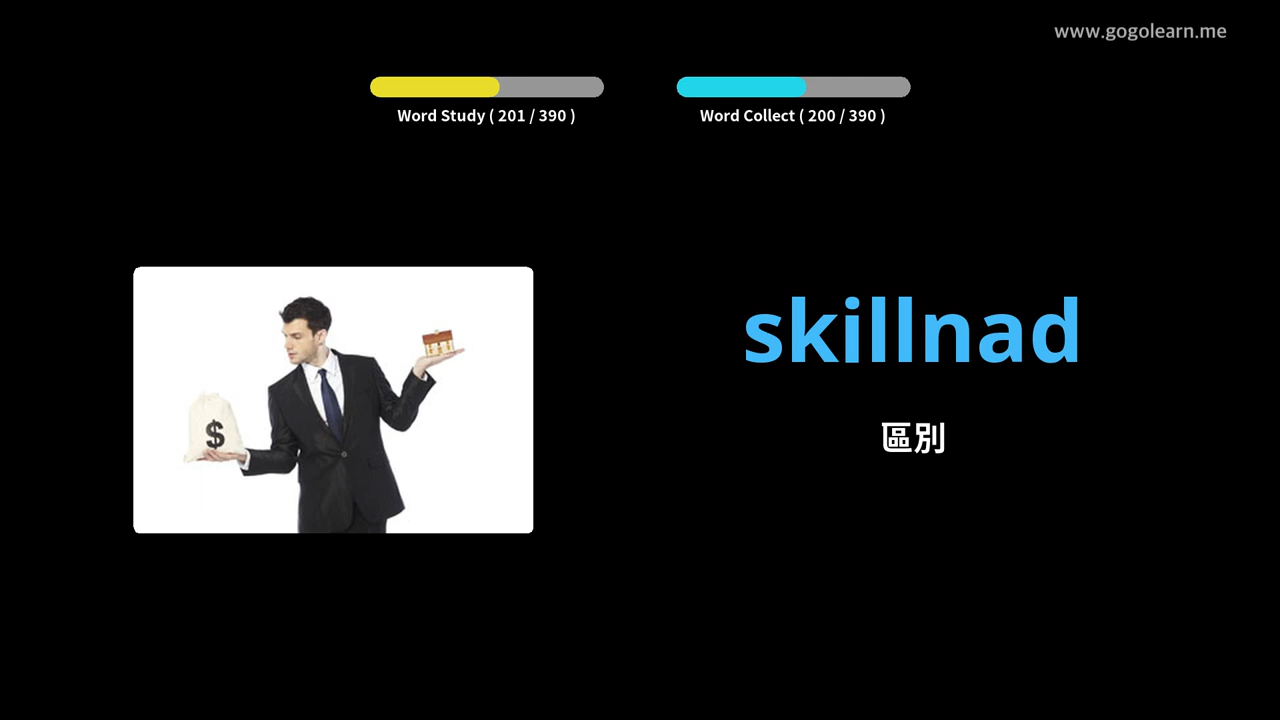 www.gogolearn.me
Word Study ( 201 / 390 )
Word Collect ( 200 / 390 )
skillnad
區別
$